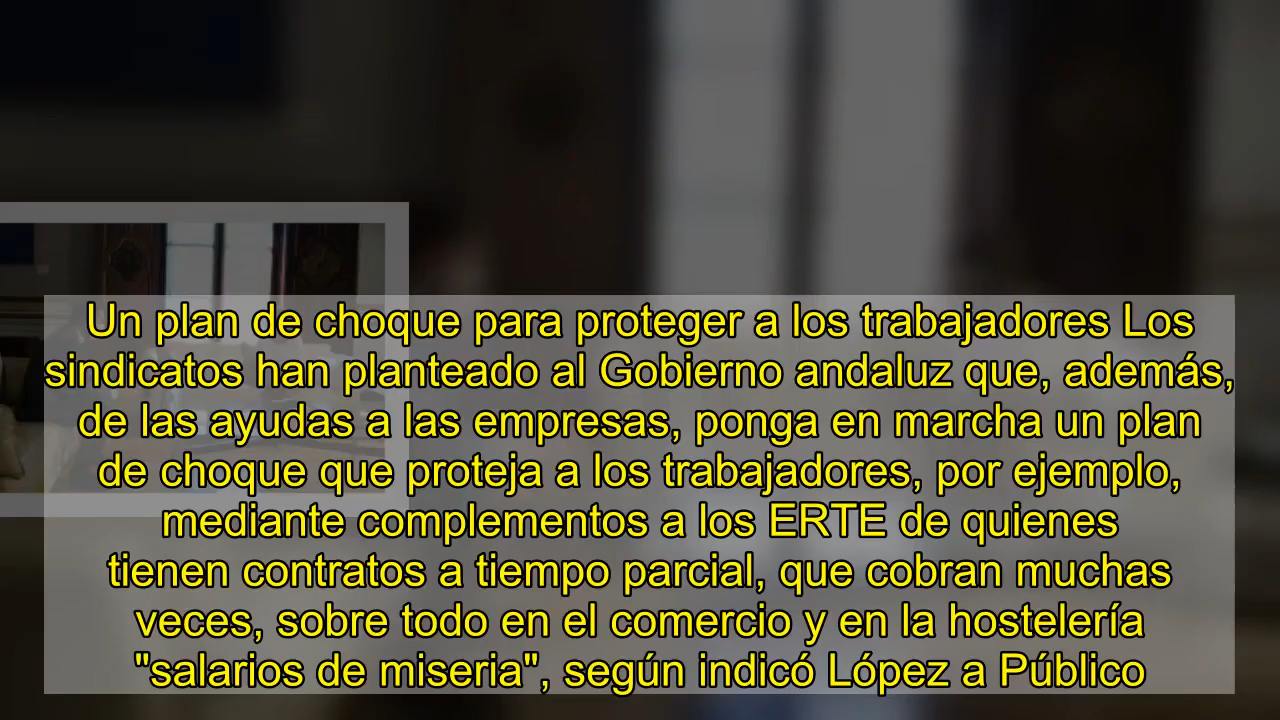 Un plan de choque para proteger a los trabajadores Los
sindicatos han planteado al Gobierno andaluz que, además,
de las ayudas a las empresas, ponga en marcha un plan
de choque que proteja a los trabajadores, por ejemplo,
mediante complementos a los ERTE de quienes
tienen contratos a tiempo parcial, que cobran muchas
veces, sobre todo en el comercio y en la hostelería
"salarios de miseria", según indicó López a Público